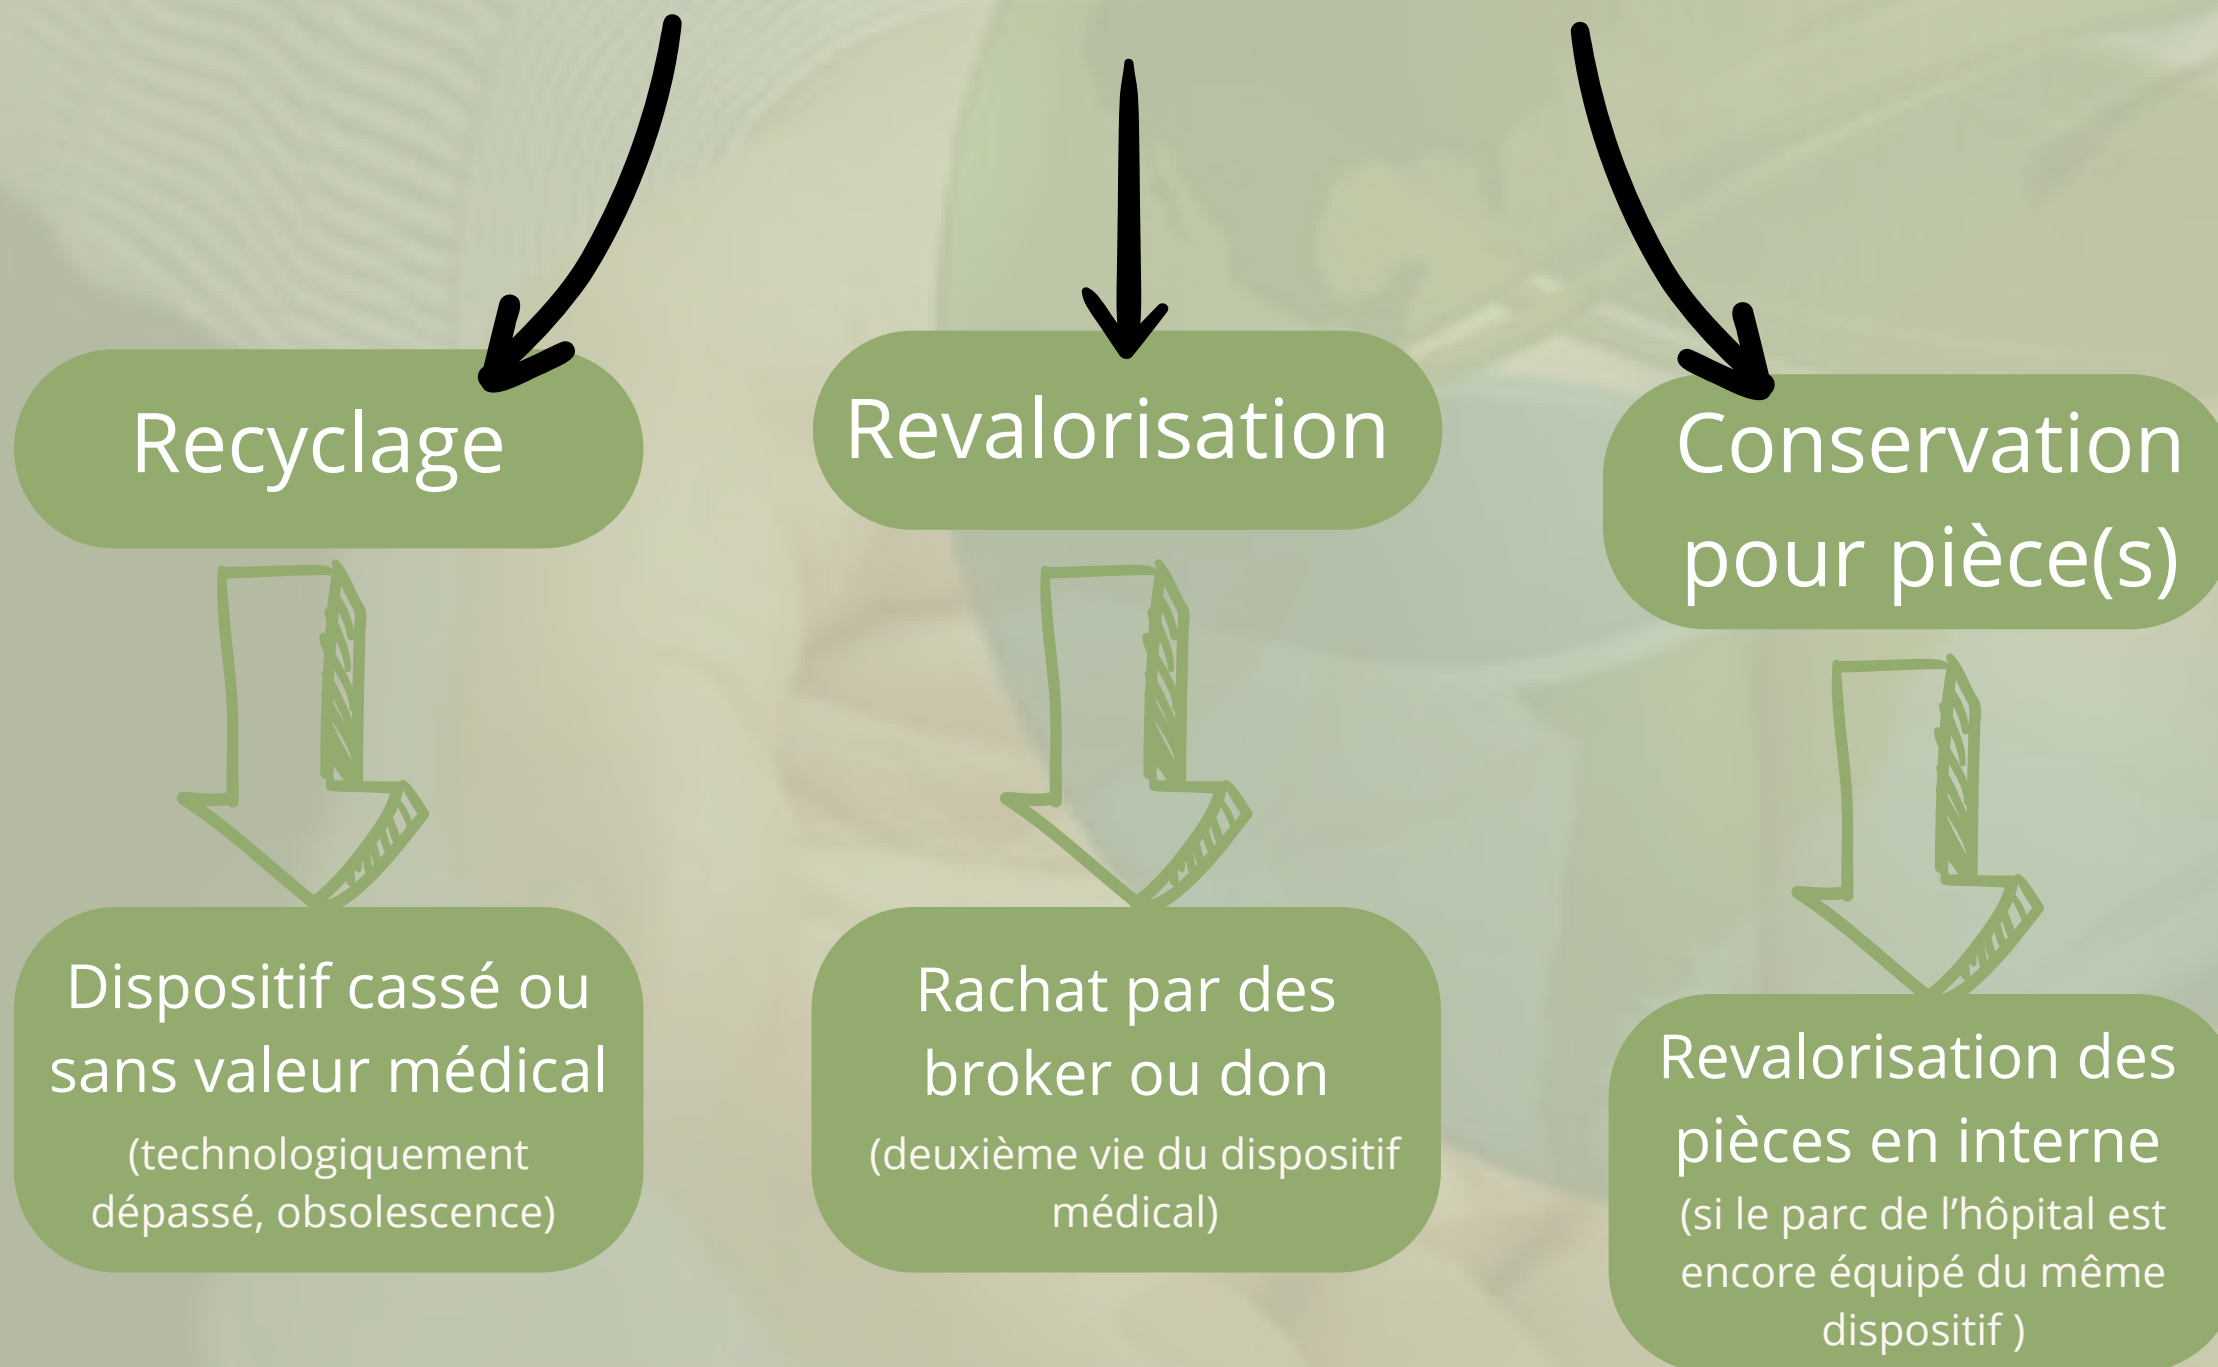 Recyclage
Dispositif cassé ou
sans valeur médical
(technologiquement
dépassé, obsolescence)
Revalorisation
Rachat par des
broker ou don
(deuxième vie du dispositif
médical)
Conservation
pour pièce(s)
Revalorisation des
pièces en interne
(si le parc de l’hôpital est
encore équipé du même
dispositif )